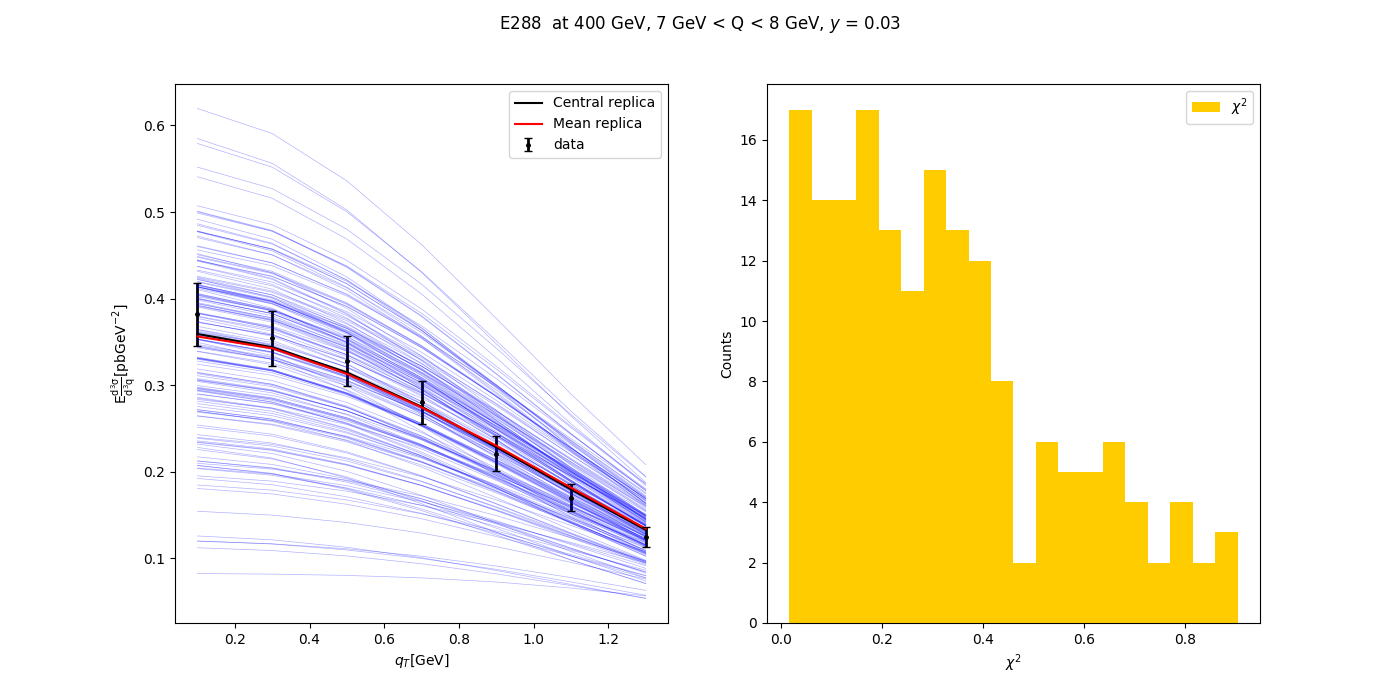 E288 at 400 GeV, 7 GeV < Q < 8 GeV, y = 0.03
Central replica
Mean replica
data
0.6
0.5
0.4
0.3
0.2
0.1
E d³σ/d³q [pbGeV⁻²]
0.2
0.4
0.6
0.8
1.0
1.2
q_T[GeV]
χ²
16
14
12
10
8
6
4
2
0
Counts
0.0
0.2
0.4
0.6
0.8
χ²